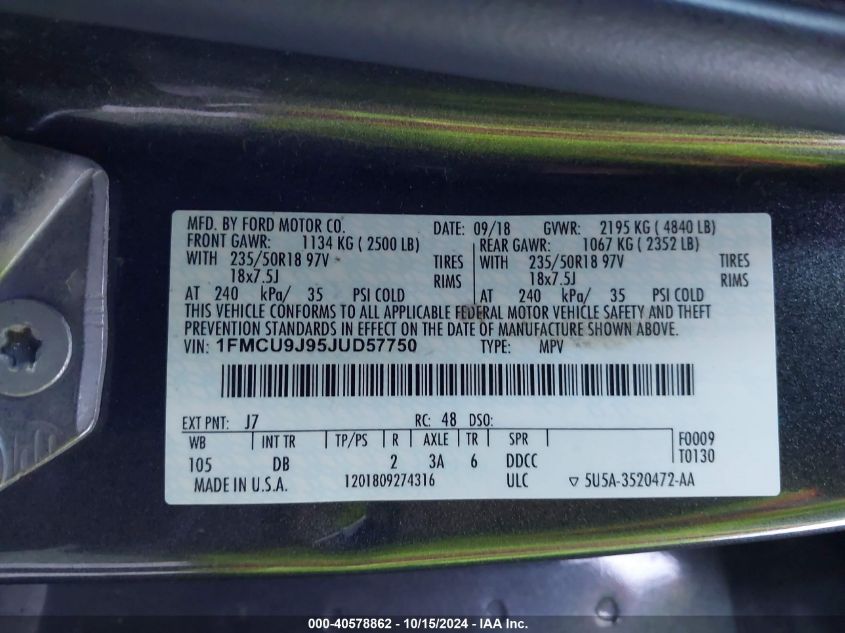 MFD. BY FORD MOTOR CO. DATE: 09/18 GVWR: 2195 KG ( 4840 LB)
FRONT GAWR: 1134 KG ( 2500 LB) REAR GAWR: 1067 KG ( 2352 LB)
WITH 235/50R18 97V TIRES WITH 235/50R18 97V TIRES
18x7.5J RIMS 18x7.5J RIMS
AT 240 kPa/ 35 PSI COLD AT 240 kPa/ 35 PSI COLD
THIS VEHICLE CONFORMS TO ALL APPLICABLE FEDERAL MOTOR VEHICLE SAFETY AND THEFT
PREVENTION STANDARDS IN EFFECT ON THE DATE OF MANUFACTURE SHOWN ABOVE.
VIN: 1FMCU9J95JUD57750 TYPE: MPV
EXT PNT: J7 RC: 48 DSO:
WB INT TR TP/PS R AXLE TR SPR F0009
105 DB 2 3A 6 DDCC T0130
MADE IN U.S.A. 1201809274316 ULC ▽ 5U5A-3520472-AA
000-40578862 - 10/15/2024 - IAA Inc.